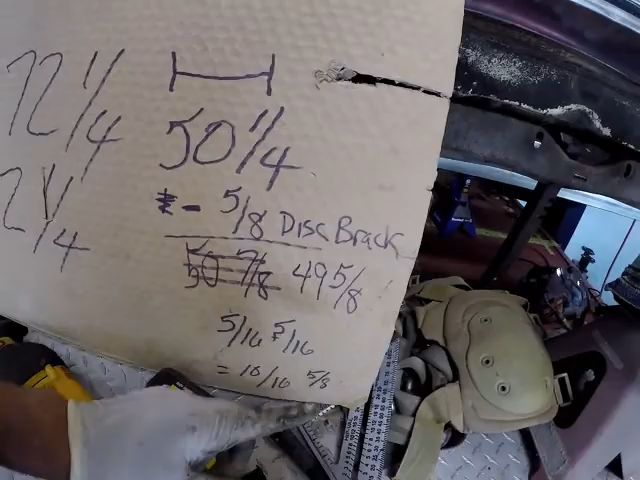 72 1/4
50 1/4
2 1/4
- 5/8 Disc Brack
50 7/8 49 5/8
5/16 5/16
= 10/16 5/8